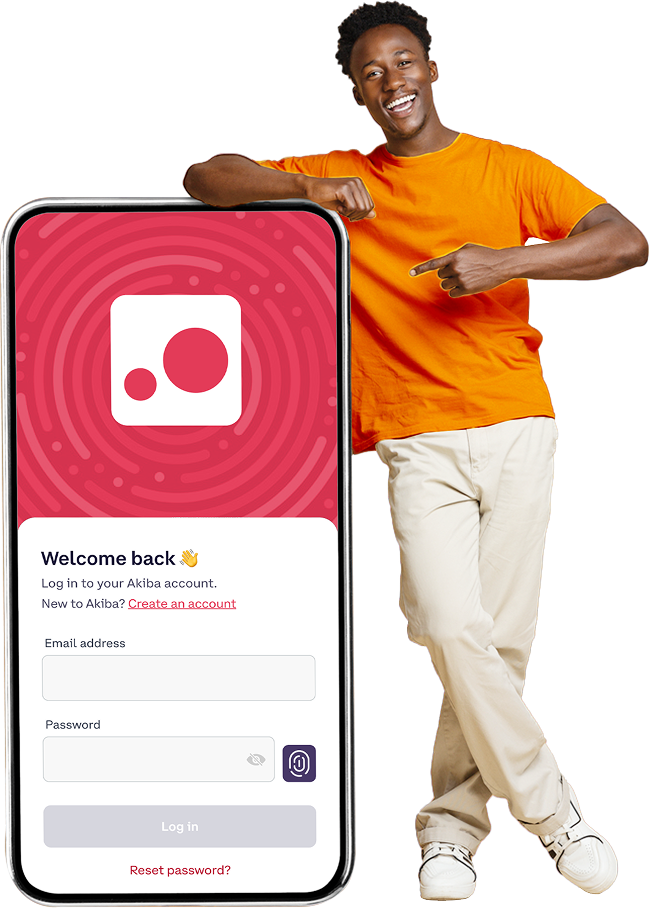 Welcome back 👋
Log in to your Akiba account.
New to Akiba? Create an account
Email address
Password
Log in
Reset password?